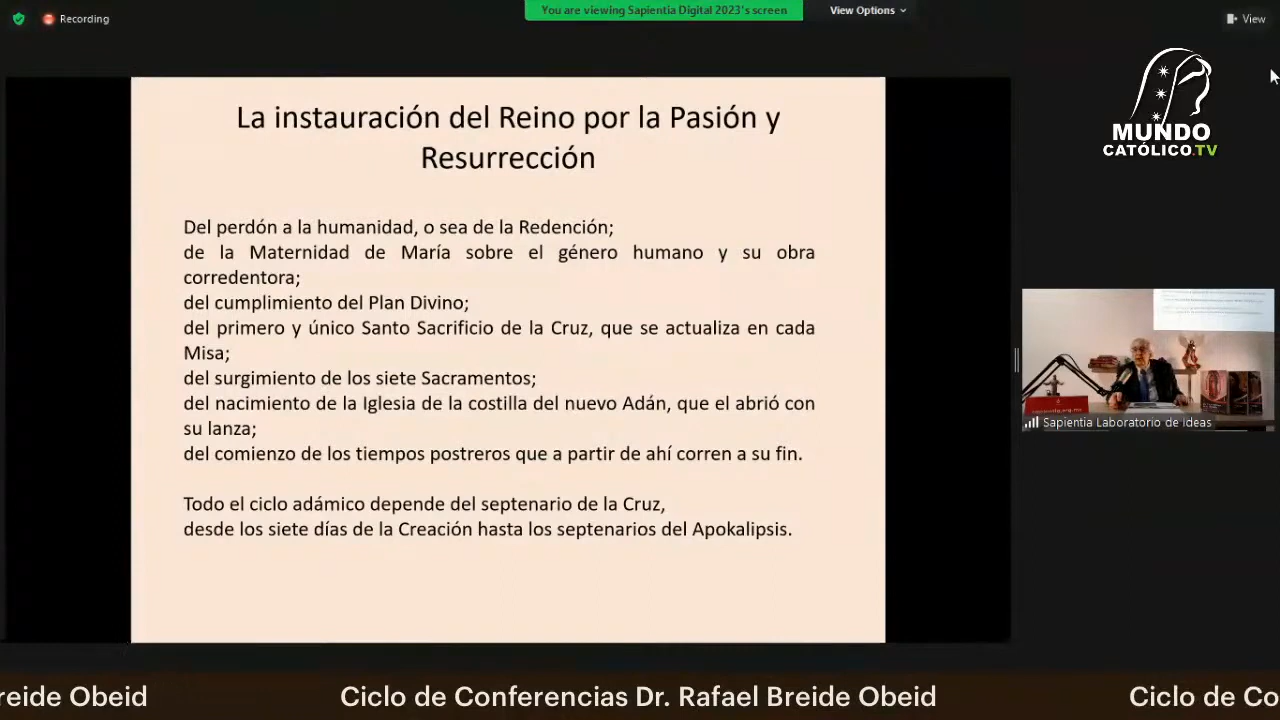 Recording
You are viewing Sapientia Digital 2023's screen
View Options
View
MUNDO
CATÓLICO.TV
La instauración del Reino por la Pasión y
Resurrección
Del perdón a la humanidad, o sea de la Redención;
de la Maternidad de María sobre el género humano y su obra
corredentora;
del cumplimiento del Plan Divino;
del primero y único Santo Sacrificio de la Cruz, que se actualiza en cada
Misa;
del surgimiento de los siete Sacramentos;
del nacimiento de la Iglesia de la costilla del nuevo Adán, que el abrió con
su lanza;
del comienzo de los tiempos postreros que a partir de ahí corren a su fin.
Todo el ciclo adámico depende del septenario de la Cruz,
desde los siete días de la Creación hasta los septenarios del Apokalipsis.
Sapientia Laboratorio de ideas
reide Obeid
Ciclo de Conferencias Dr. Rafael Breide Obeid
Ciclo de Co